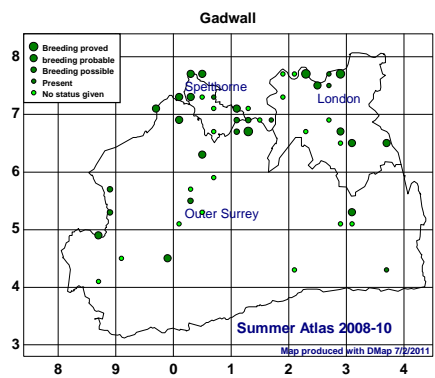 Gadwall
Breeding proved
breeding probable
Breeding possible
Present
No status given
Spelthorne
London
Outer Surrey
Summer Atlas 2008-10
Map produced with DMap 7/2/2011
8
7
6
5
4
3
8 9 0 1 2 3 4